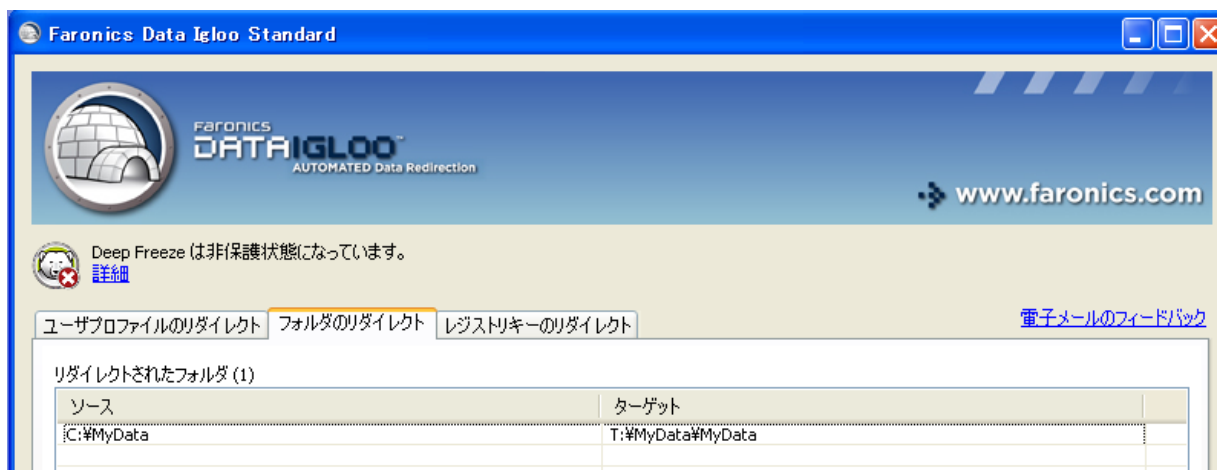 Faronics Data Igloo Standard
Faronics
DATAIGLOO™
AUTOMATED Data Redirection
www.faronics.com
Deep Freeze は非保護状態になっています。
詳細
ユーザプロファイルのリダイレクト フォルダのリダイレクト レジストリキーのリダイレクト 電子メールのフィードバック
リダイレクトされたフォルダ (1)
ソース ターゲット
C:¥MyData T:¥MyData¥MyData